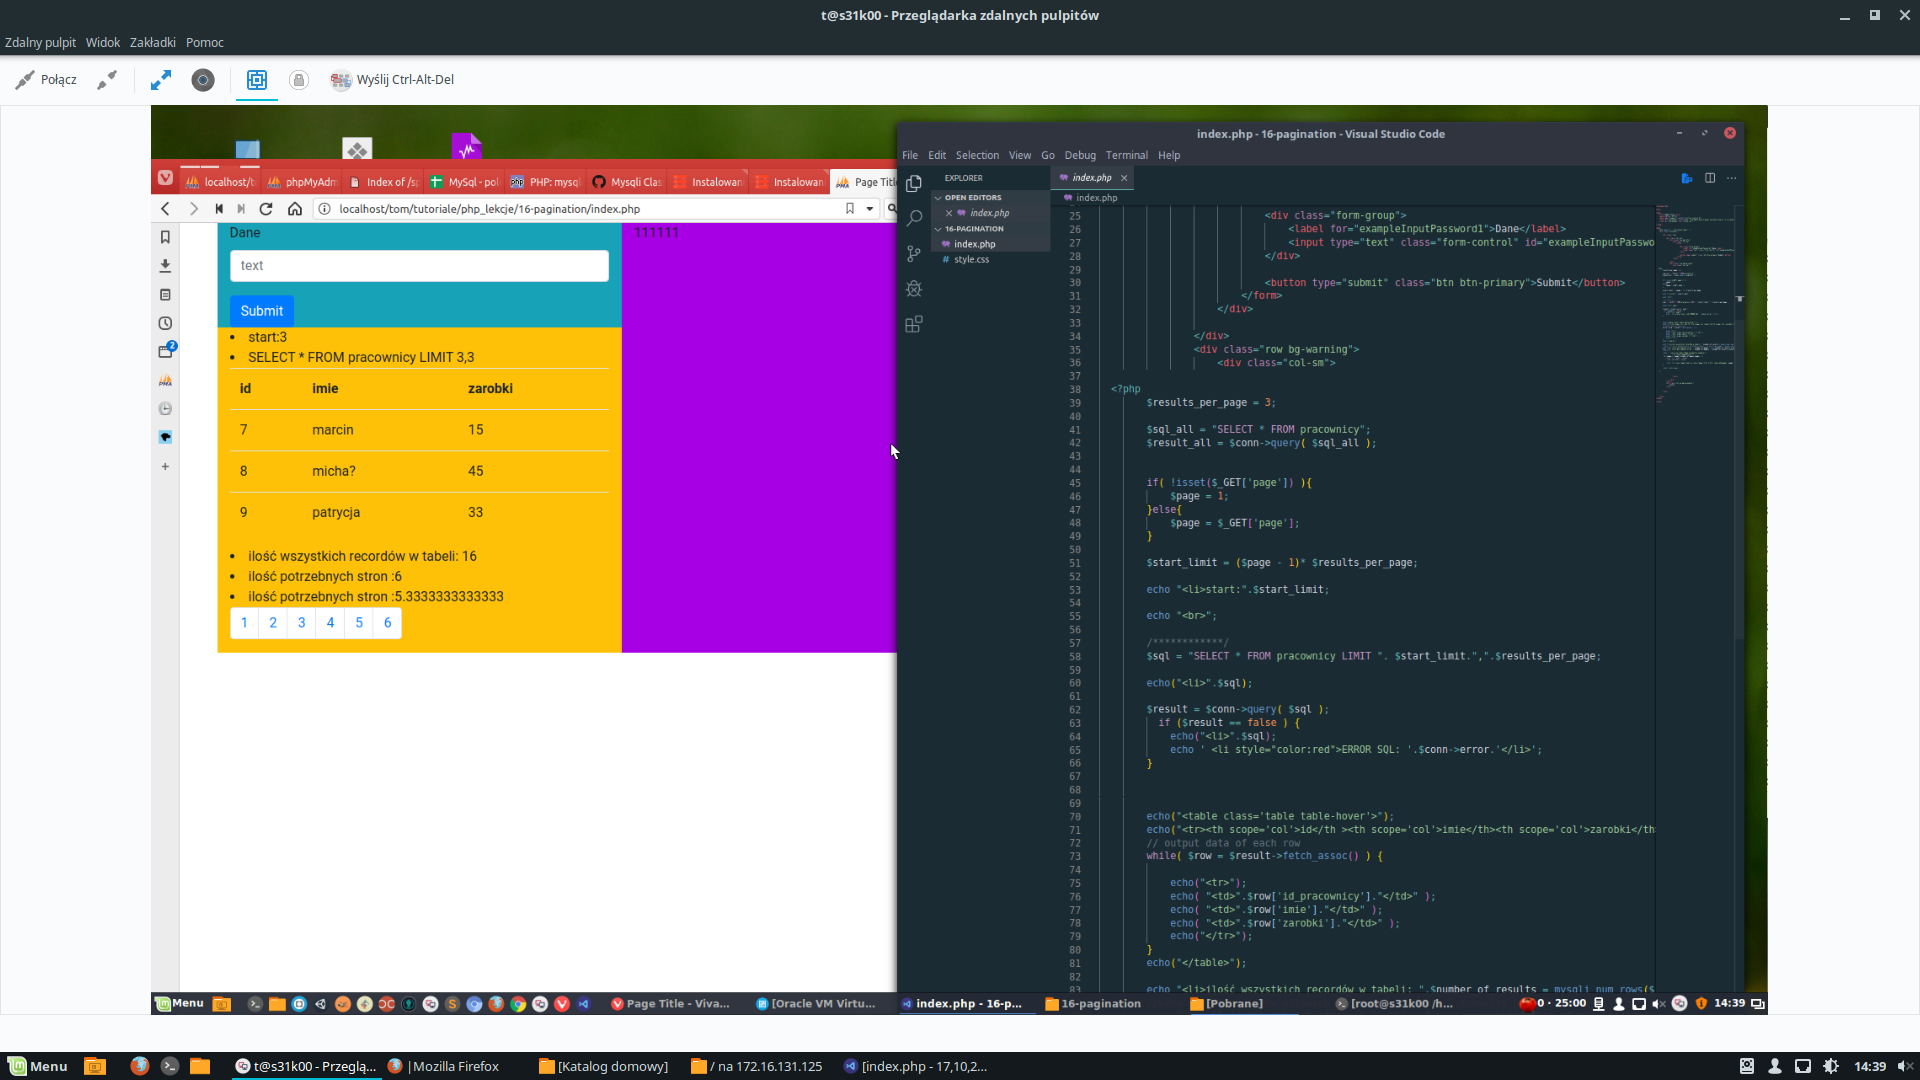 t@s31k00 - Przeglądarka zdalnych pulpitów
Zdalny pulpit Widok Zakładki Pomoc
Połącz Wyślij Ctrl-Alt-Del
index.php - 16-pagination - Visual Studio Code
File Edit Selection View Go Debug Terminal Help
localhost/t phpMyAdm Index of /s MySql - pol PHP: mysq Mysqli Clas Instalowan Instalowan Page Titl
localhost/tom/tutoriale/php_lekcje/16-pagination/index.php
Dane
text
Submit
111111
start:3
SELECT * FROM pracownicy LIMIT 3,3
id imie zarobki
7 marcin 15
8 micha? 45
9 patrycja 33
ilość wszystkich recordów w tabeli: 16
ilość potrzebnych stron :6
ilość potrzebnych stron :5.3333333333333
1 2 3 4 5 6
2
PMA
EXPLORER
OPEN EDITORS
index.php
16-PAGINATION
index.php
# style.css
index.php
index.php
25 <div class="form-group">
26 <label for="exampleInputPassword1">Dane</label>
27 <input type="text" class="form-control" id="exampleInputPasswo
28 </div>
29
30 <button type="submit" class="btn btn-primary">Submit</button>
31 </form>
32 </div>
33
34 </div>
35 <div class="row bg-warning">
36 <div class="col-sm">
37
38 <?php
39 $results_per_page = 3;
40
41 $sql_all = "SELECT * FROM pracownicy";
42 $result_all = $conn->query( $sql_all );
43
44
45 if( !isset($_GET['page']) ){
46 $page = 1;
47 }else{
48 $page = $_GET['page'];
49 }
50
51 $start_limit = ($page - 1)* $results_per_page;
52
53 echo "<li>start:".$start_limit;
54
55 echo "<br>";
56
57 /************/
58 $sql = "SELECT * FROM pracownicy LIMIT ". $start_limit.",".$results_per_page;
59
60 echo("<li>".$sql);
61
62 $result = $conn->query( $sql );
63 if ($result == false ) {
64 echo("<li>".$sql);
65 echo ' <li style="color:red">ERROR SQL: '.$conn->error.'</li>';
66 }
67
68
69
70 echo("<table class='table table-hover'>");
71 echo("<tr><th scope='col'>id</th ><th scope='col'>imie</th><th scope='col'>zarobki</th>
72 // output data of each row
73 while( $row = $result->fetch_assoc() ) {
74
75 echo("<tr>");
76 echo( "<td>".$row['id_pracownicy']."</td>" );
77 echo( "<td>".$row['imie']."</td>" );
78 echo( "<td>".$row['zarobki']."</td>" );
79 echo("</tr>");
80 }
81 echo("</table>");
82
83 echo "<li>ilość wszystkich recordów w tabeli: ".$number_of_results = mysqli_num_rows($
Menu Page Title - Viva... [Oracle VM Virtu... index.php - 16-p... 16-pagination [Pobrane] [root@s31k00 /h... 0 · 25:00 14:39
Menu t@s31k00 - Przeglą... |Mozilla Firefox [Katalog domowy] / na 172.16.131.125 [index.php - 17,10,2... 14:39